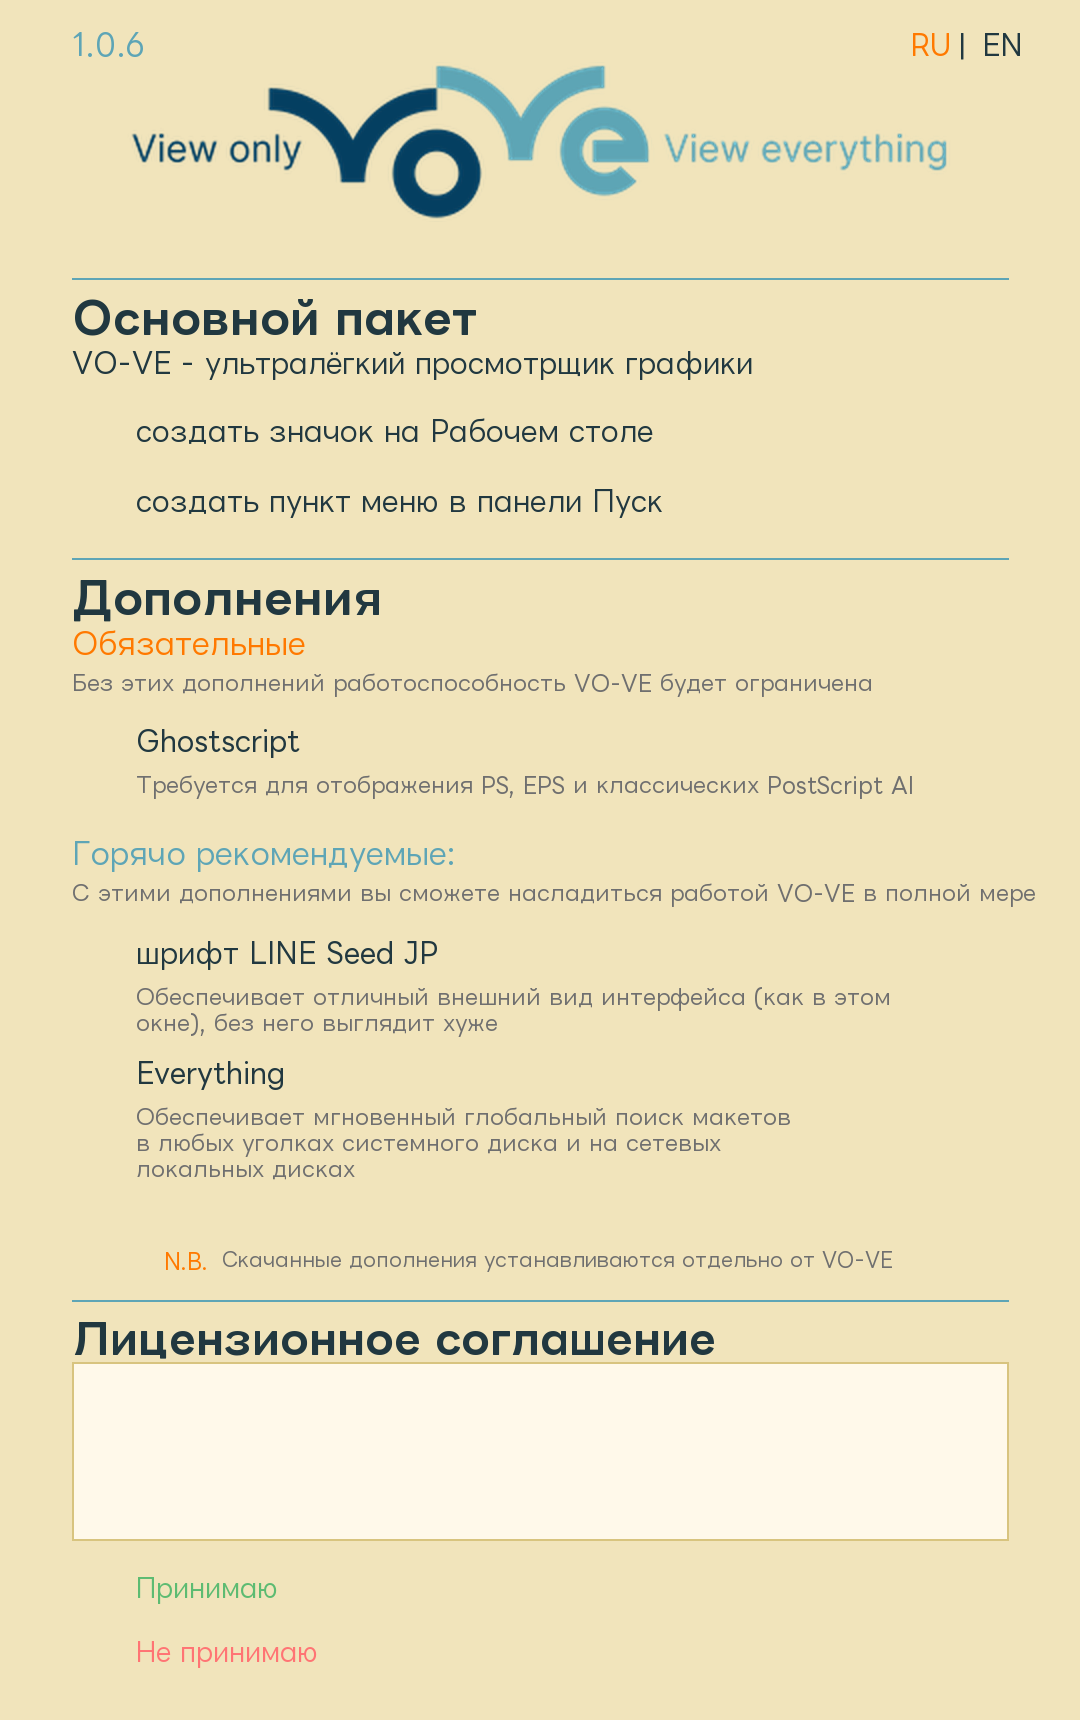 1.0.6
RU | EN
View only vove View everything
Основной пакет
VO-VE - ультралёгкий просмотрщик графики
создать значок на Рабочем столе
создать пункт меню в панели Пуск
Дополнения
Обязательные
Без этих дополнений работоспособность VO-VE будет ограничена
Ghostscript
Требуется для отображения PS, EPS и классических PostScript AI
Горячо рекомендуемые:
С этими дополнениями вы сможете насладиться работой VO-VE в полной мере
шрифт LINE Seed JP
Обеспечивает отличный внешний вид интерфейса (как в этом
окне), без него выглядит хуже
Everything
Обеспечивает мгновенный глобальный поиск макетов
в любых уголках системного диска и на сетевых
локальных дисках
N.B. Скачанные дополнения устанавливаются отдельно от VO-VE
Лицензионное соглашение
Принимаю
Не принимаю